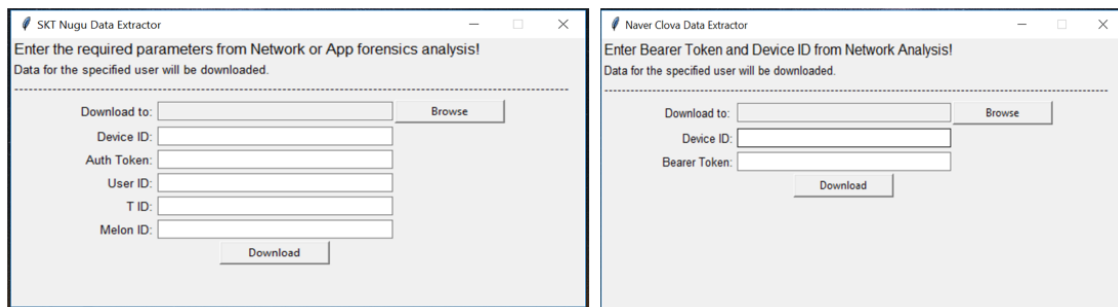 SKT Nugu Data Extractor
Enter the required parameters from Network or App forensics analysis!
Data for the specified user will be downloaded.
Download to:
Browse
Device ID:
Auth Token:
User ID:
T ID:
Melon ID:
Download
Naver Clova Data Extractor
Enter Bearer Token and Device ID from Network Analysis!
Data for the specified user will be downloaded.
Download to:
Browse
Device ID:
Bearer Token:
Download